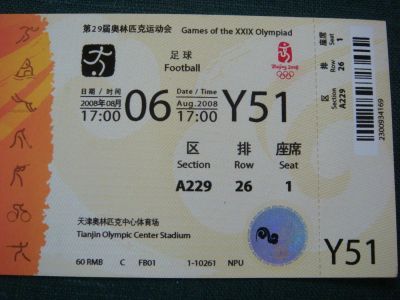 第29届奥林匹克运动会 Games of the XXIX Olympiad
足球
Football
Beijing 2008
日期 / 时间 Date / Time
2008年08月 06 Aug.2008 Y51
17:00 17:00
区 排 座席
Section Row Seat
A229 26 1
天津奥林匹克中心体育场
Tianjin Olympic Center Stadium
60 RMB C FB01 1-10261 NPU
座席 Seat 1
排 Row 26
区 Section A229
2300934169
Y51